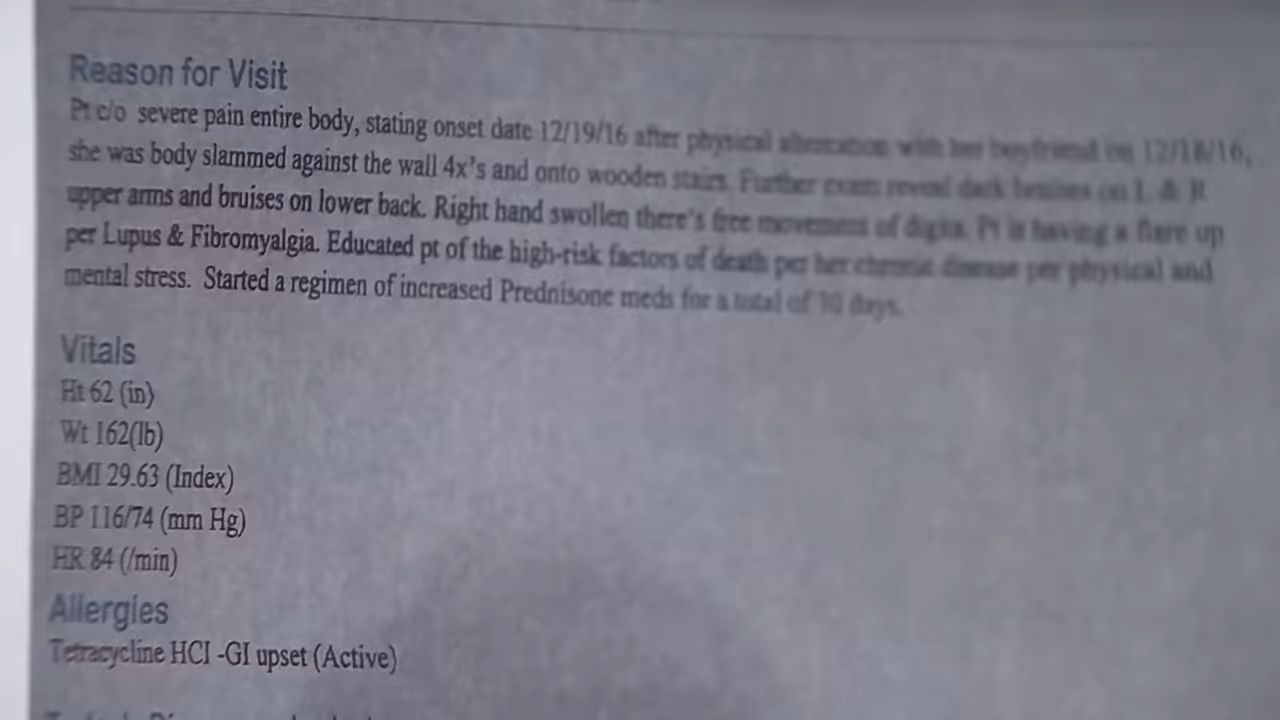 Reason for Visit
Pt c/o severe pain entire body, stating onset date 12/19/16 after physical altercation with her boyfriend on 12/18/16,
she was body slammed against the wall 4x's and onto wooden stairs. Further exam reveal dark bruises on L & R
upper arms and bruises on lower back. Right hand swollen there's free movement of digits. Pt is having a flare up
per Lupus & Fibromyalgia. Educated pt of the high-risk factors of death per her chronic disease per physical and
mental stress. Started a regimen of increased Prednisone meds for a total of days.
Vitals
Ht 62 (in)
Wt 162(lb)
BMI 29.63 (Index)
BP 116/74 (mm Hg)
HR 84 (/min)
Allergies
Tetracycline HCI -GI upset (Active)